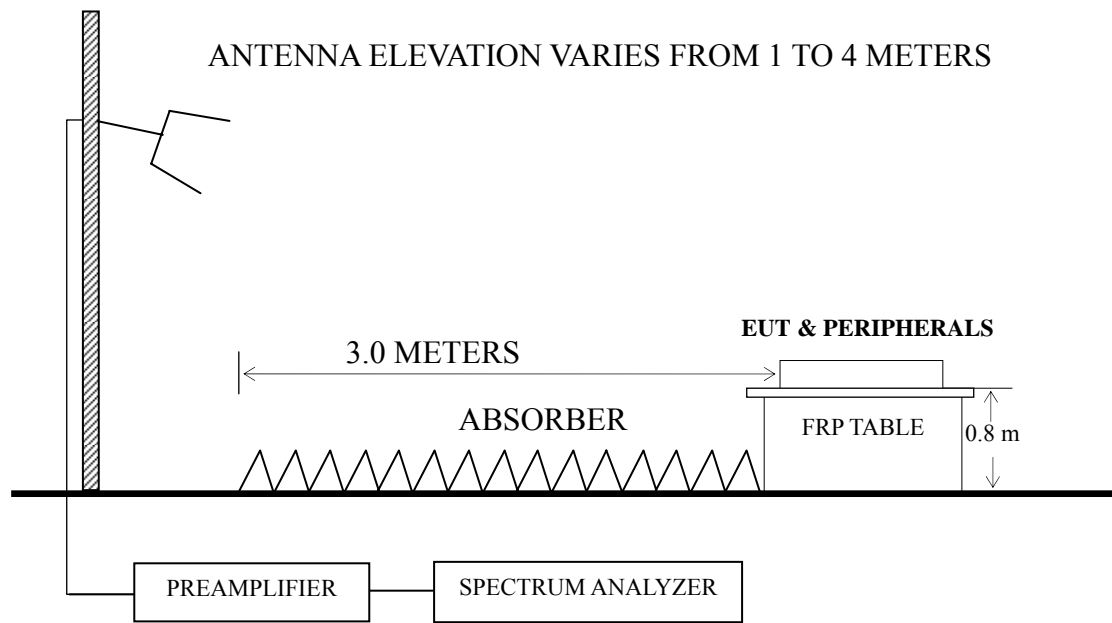 ANTENNA ELEVATION VARIES FROM 1 TO 4 METERS
EUT & PERIPHERALS
3.0 METERS
ABSORBER
FRP TABLE
0.8 m
PREAMPLIFIER
SPECTRUM ANALYZER